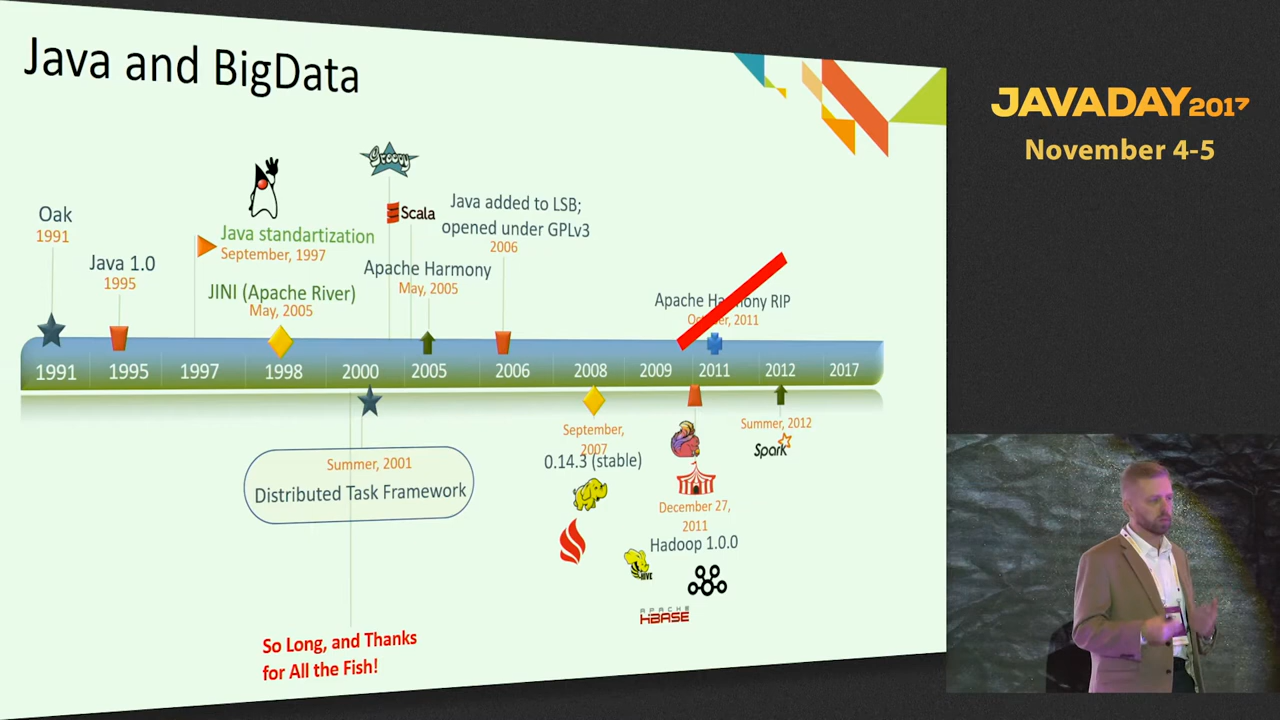 Java and BigData
JAVADAY 2017
November 4-5
Groovy
Scala
Oak
1991
Java 1.0
1995
Java standartization
September, 1997
JINI (Apache River)
May, 2005
Apache Harmony
May, 2005
Java added to LSB;
opened under GPLv3
2006
Apache Harmony RIP
October, 2011
1991 1995 1997 1998 2000 2005 2006 2008 2009 2011 2012 2017
Summer, 2001
Distributed Task Framework
September,
2007
0.14.3 (stable)
December 27,
2011
Hadoop 1.0.0
HIVE
APACHE
HBASE
Summer, 2012
Spark
So Long, and Thanks
for All the Fish!